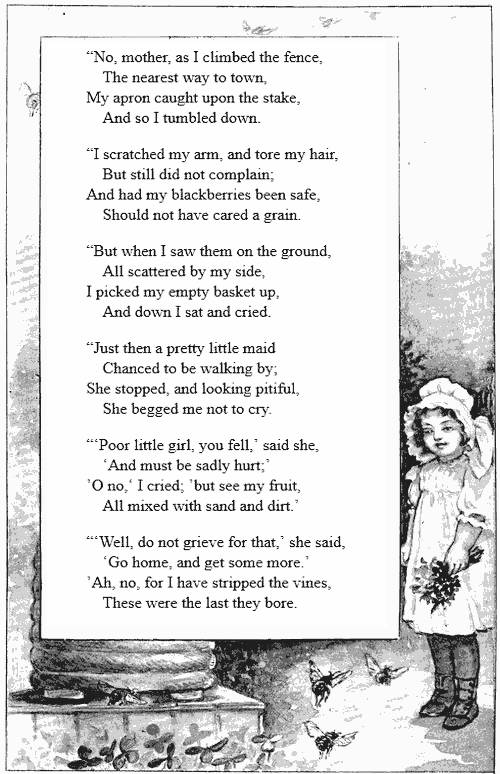 “No, mother, as I climbed the fence,
The nearest way to town,
My apron caught upon the stake,
And so I tumbled down.
“I scratched my arm, and tore my hair,
But still did not complain;
And had my blackberries been safe,
Should not have cared a grain.
“But when I saw them on the ground,
All scattered by my side,
I picked my empty basket up,
And down I sat and cried.
“Just then a pretty little maid
Chanced to be walking by;
She stopped, and looking pitiful,
She begged me not to cry.
“‘Poor little girl, you fell,’ said she,
‘And must be sadly hurt;’
’O no,‘ I cried; ’but see my fruit,
All mixed with sand and dirt.’
“‘Well, do not grieve for that,’ she said,
‘Go home, and get some more.’
’Ah, no, for I have stripped the vines,
These were the last they bore.